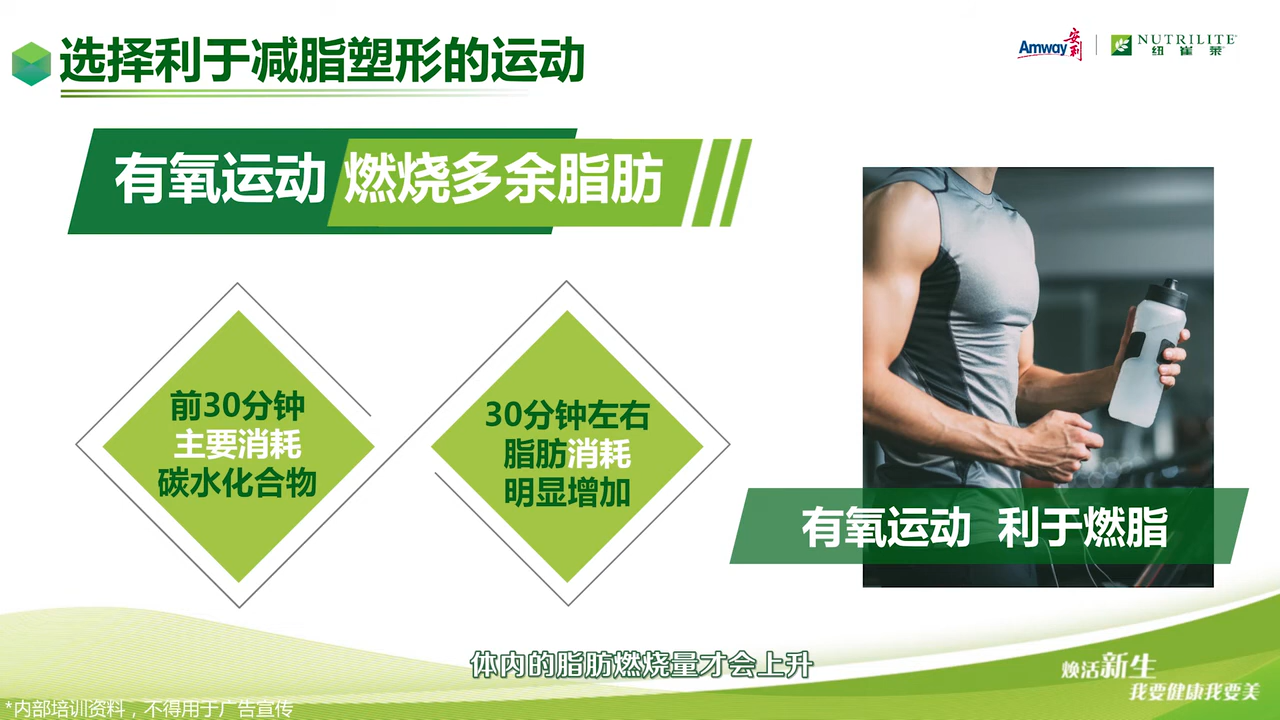 选择利于减脂塑形的运动
Amway安利
NUTRILITE
纽崔莱
有氧运动 燃烧多余脂肪
前30分钟
主要消耗
碳水化合物
30分钟左右
脂肪消耗
明显增加
有氧运动 利于燃脂
体内的脂肪燃烧量才会上升
焕活新生
我要健康我要美
*内部培训资料，不得用于广告宣传